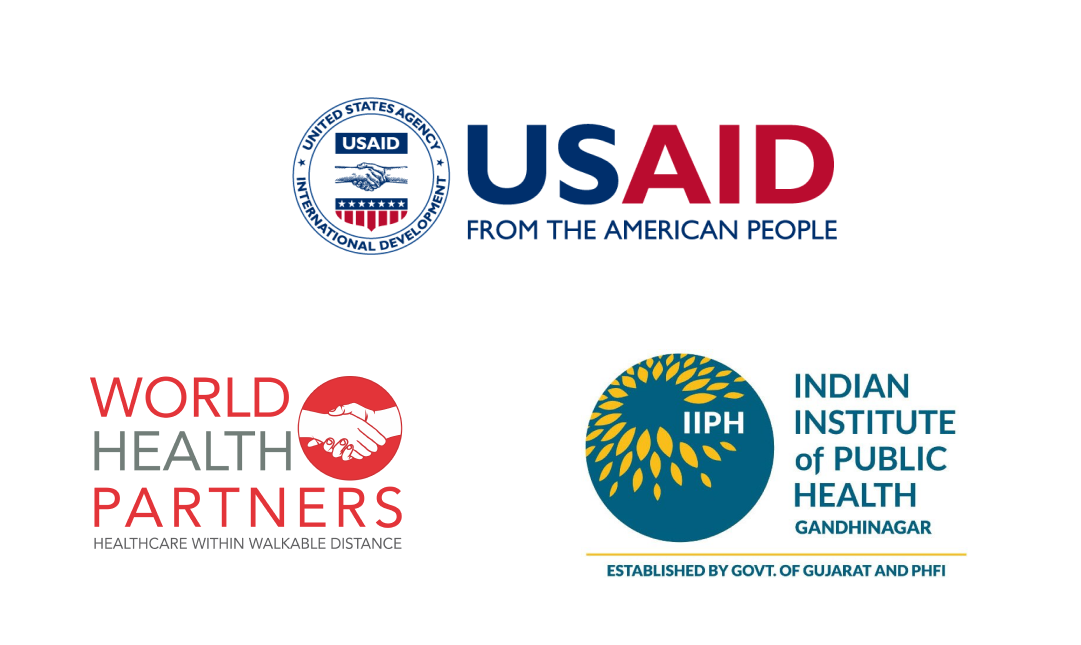 UNITED STATES AGENCY
USAID
INTERNATIONAL DEVELOPMENT
USAID
FROM THE AMERICAN PEOPLE
WORLD
HEALTH
PARTNERS
HEALTHCARE WITHIN WALKABLE DISTANCE
IIPH
INDIAN
INSTITUTE
of PUBLIC
HEALTH
GANDHINAGAR
ESTABLISHED BY GOVT. OF GUJARAT AND PHFI